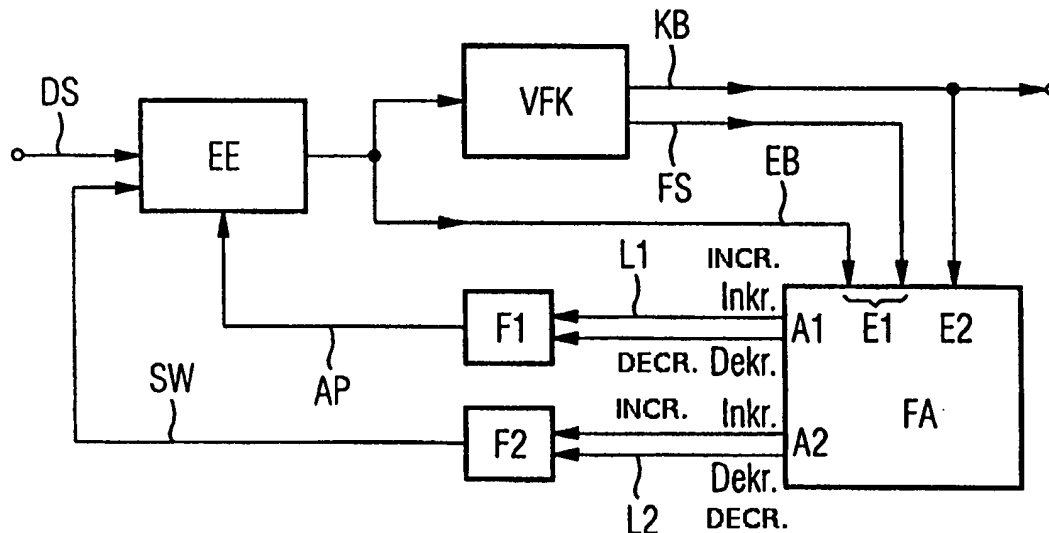 KB
DS
VFK
EE
FS
EB
L1
INCR.
Inkr.
F1
A1
E1
E2
DECR.
Dekr.
AP
SW
INCR.
Inkr.
FA
F2
A2
Dekr.
L2
DECR.